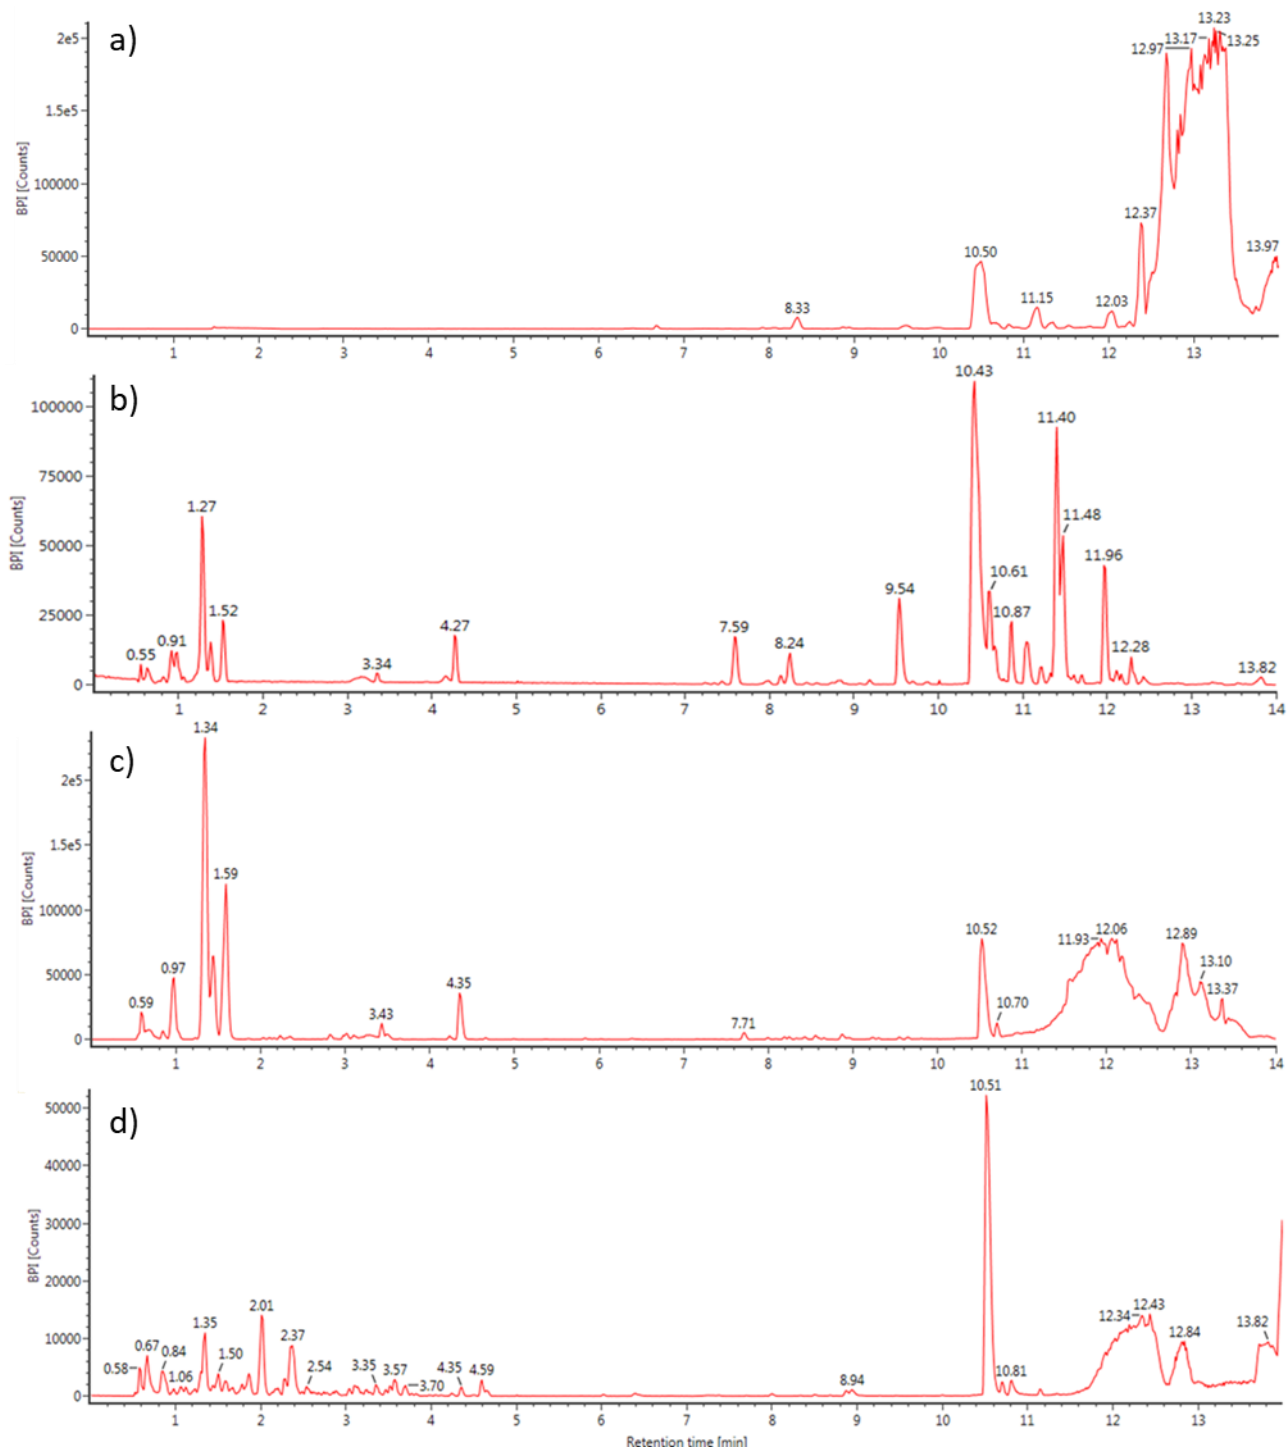 a)
13.23
12.97 13.17 13.25
2e5
1.5e5
100000
50000
0
BPI [Counts]
8.33 10.50 11.15 12.03 12.37 13.97
1 2 3 4 5 6 7 8 9 10 11 12 13
b)
10.43
11.40
100000
75000
50000
25000
0
BPI [Counts]
0.55 0.91 1.27 1.52 3.34 4.27 7.59 8.24 9.54 10.61 10.87 11.48 11.96 12.28 13.82
1 2 3 4 5 6 7 8 9 10 11 12 13 14
c)
1.34
2e5
1.5e5
100000
50000
0
BPI [Counts]
0.59 0.97 1.59 3.43 4.35 7.71 10.52 10.70 11.93 12.06 12.89 13.10 13.37
1 2 3 4 5 6 7 8 9 10 11 12 13 14
d)
10.51
50000
40000
30000
20000
10000
0
BPI [Counts]
0.58 0.67 0.84 1.06 1.35 1.50 2.01 2.37 2.54 3.35 3.57 3.70 4.35 4.59 8.94 10.81 12.34 12.43 12.84 13.82
1 2 3 4 5 6 7 8 9 10 11 12 13
Retention time [min]